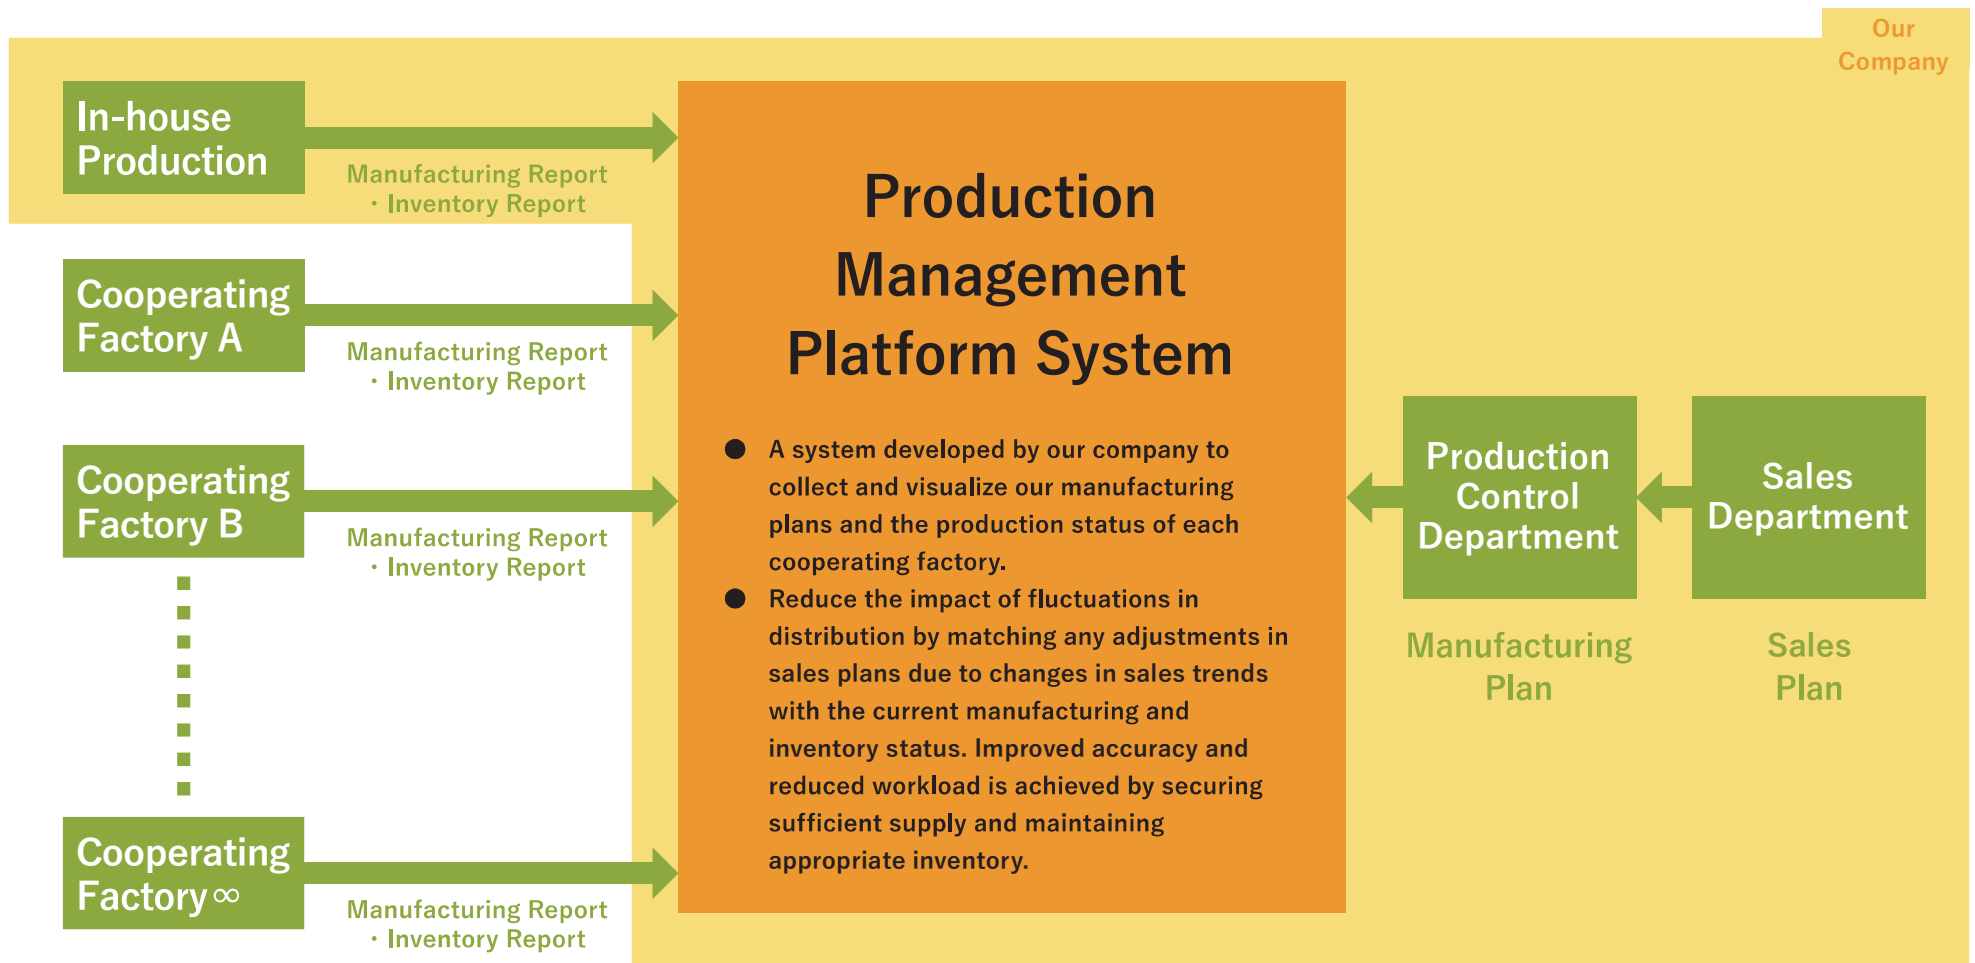 Our
Company
In-house
Production
Manufacturing Report
・Inventory Report
Cooperating
Factory A
Manufacturing Report
・Inventory Report
Cooperating
Factory B
Manufacturing Report
・Inventory Report
Cooperating
Factory∞
Manufacturing Report
・Inventory Report
Production
Management
Platform System
● A system developed by our company to
collect and visualize our manufacturing
plans and the production status of each
cooperating factory.
● Reduce the impact of fluctuations in
distribution by matching any adjustments in
sales plans due to changes in sales trends
with the current manufacturing and
inventory status. Improved accuracy and
reduced workload is achieved by securing
sufficient supply and maintaining
appropriate inventory.
Production
Control
Department
Manufacturing
Plan
Sales
Department
Sales
Plan